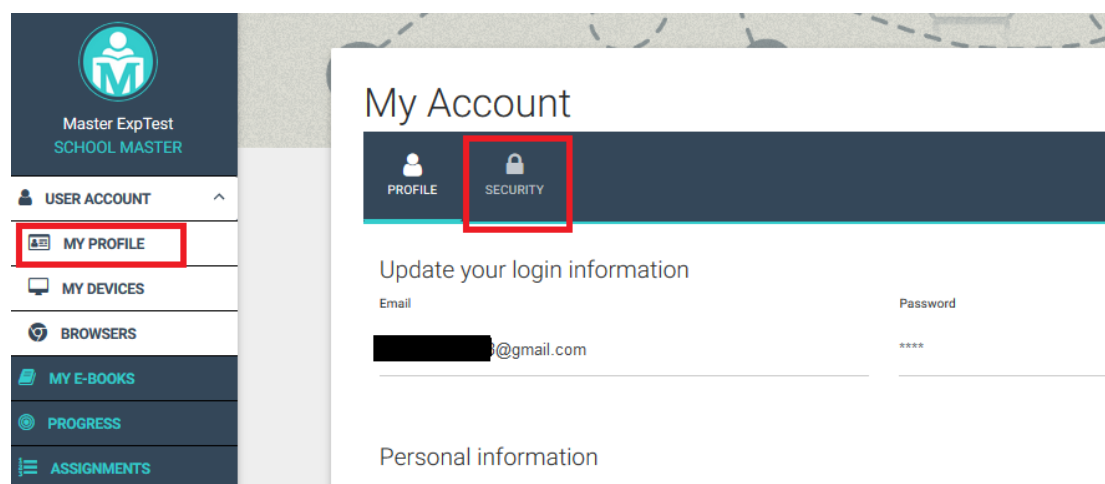 M
Master ExpTest
SCHOOL MASTER
USER ACCOUNT
MY PROFILE
MY DEVICES
BROWSERS
MY E-BOOKS
PROGRESS
ASSIGNMENTS
My Account
PROFILE SECURITY
Update your login information
Email Password
@gmail.com ****
Personal information